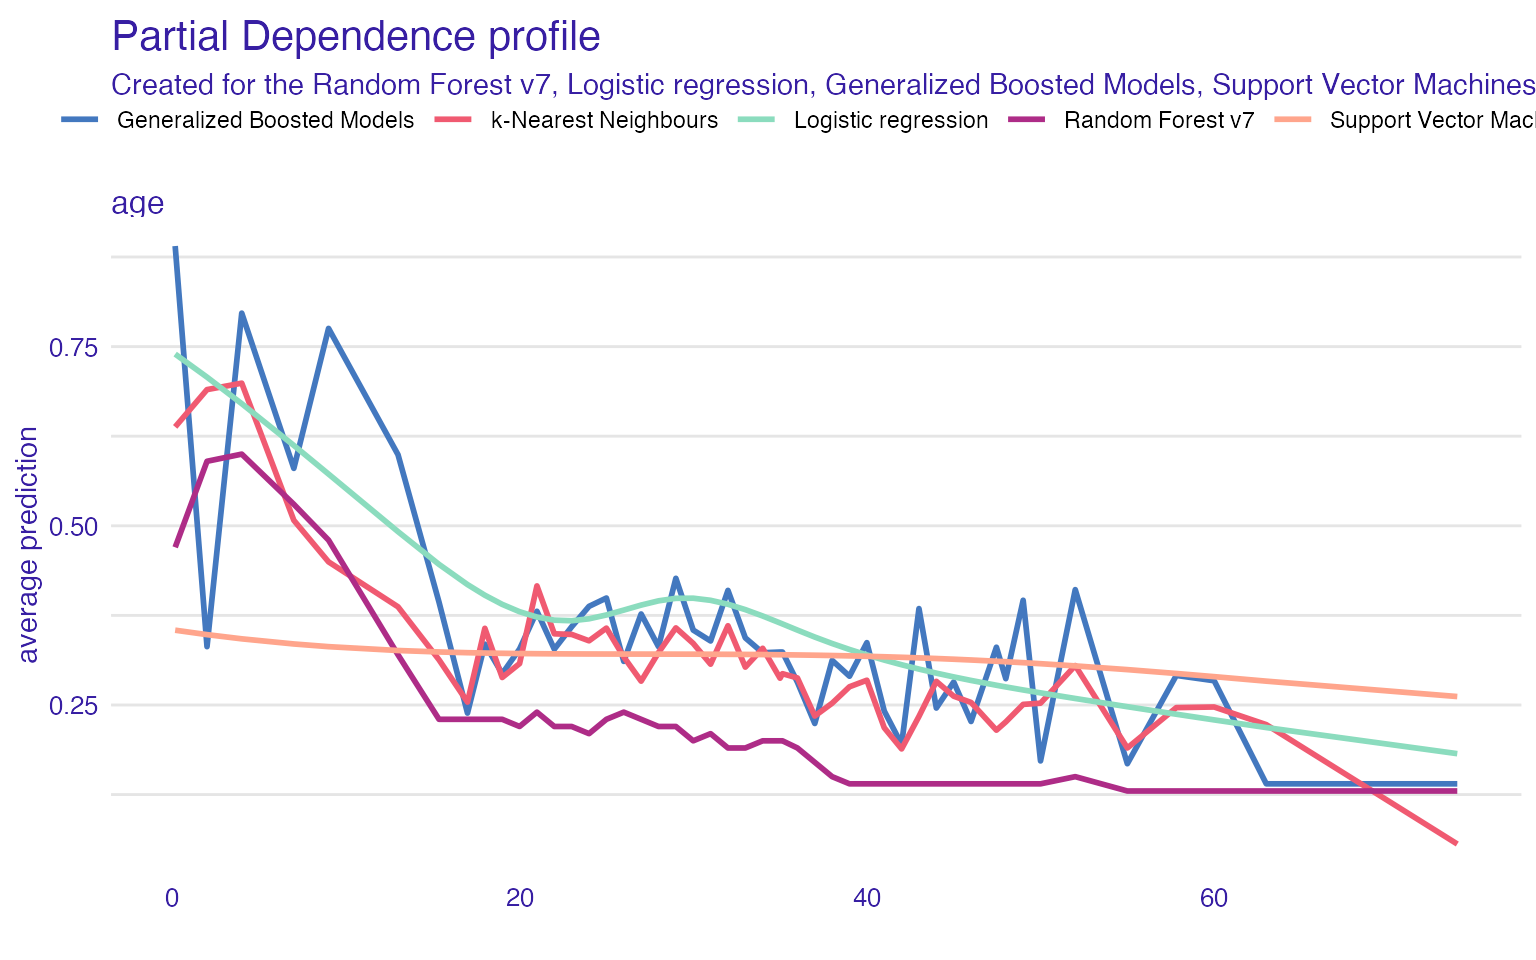 Partial Dependence profile
Created for the Random Forest v7, Logistic regression, Generalized Boosted Models, Support Vector Machines
Generalized Boosted Models k-Nearest Neighbours Logistic regression Random Forest v7 Support Vector
age
average prediction
0.75
0.50
0.25
0 20 40 60